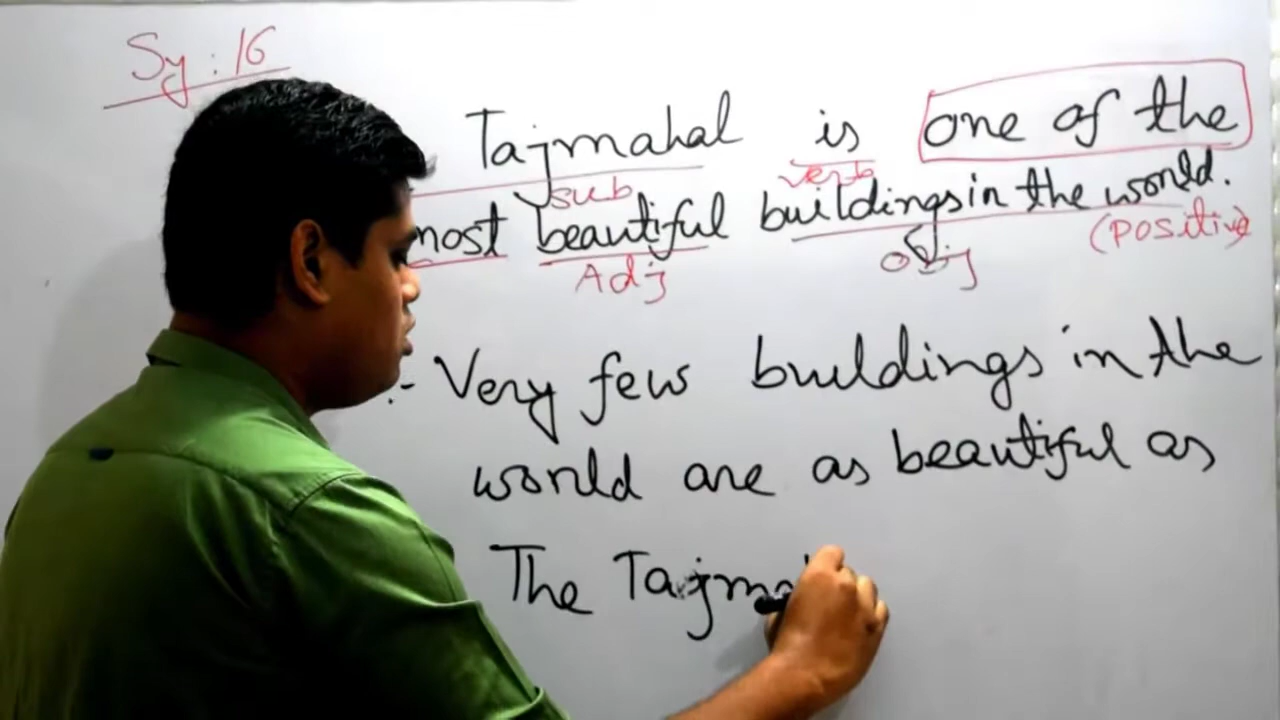 Sy: 16
Tajmahal is one of the
sub verb
most beautiful buildings in the world.
Adj obj (Positive)
:- Very few buildings in the
world are as beautiful as
The Tajma